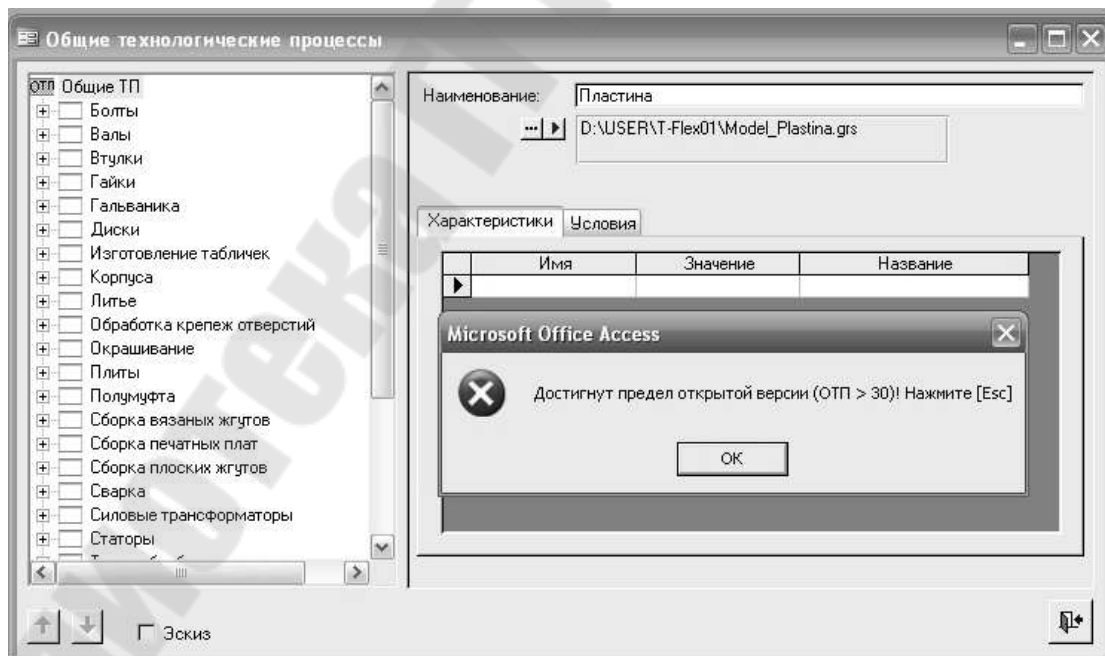 Общие технологические процессы
ОТП Общие ТП
Болты
Валы
Втулки
Гайки
Гальваника
Диски
Изготовление табличек
Корпуса
Литье
Обработка крепеж отверстий
Окрашивание
Плиты
Полумуфта
Сборка вязаных жгутов
Сборка печатных плат
Сборка плоских жгутов
Сварка
Силовые трансформаторы
Статоры
Эскиз
Наименование: Пластина
D:\USER\T-Flex01\Model_Plastina.grs
Характеристики Условия
Имя Значение Название
Microsoft Office Access
Достигнут предел открытой версии (ОТП > 30)! Нажмите [Esc]
ОК